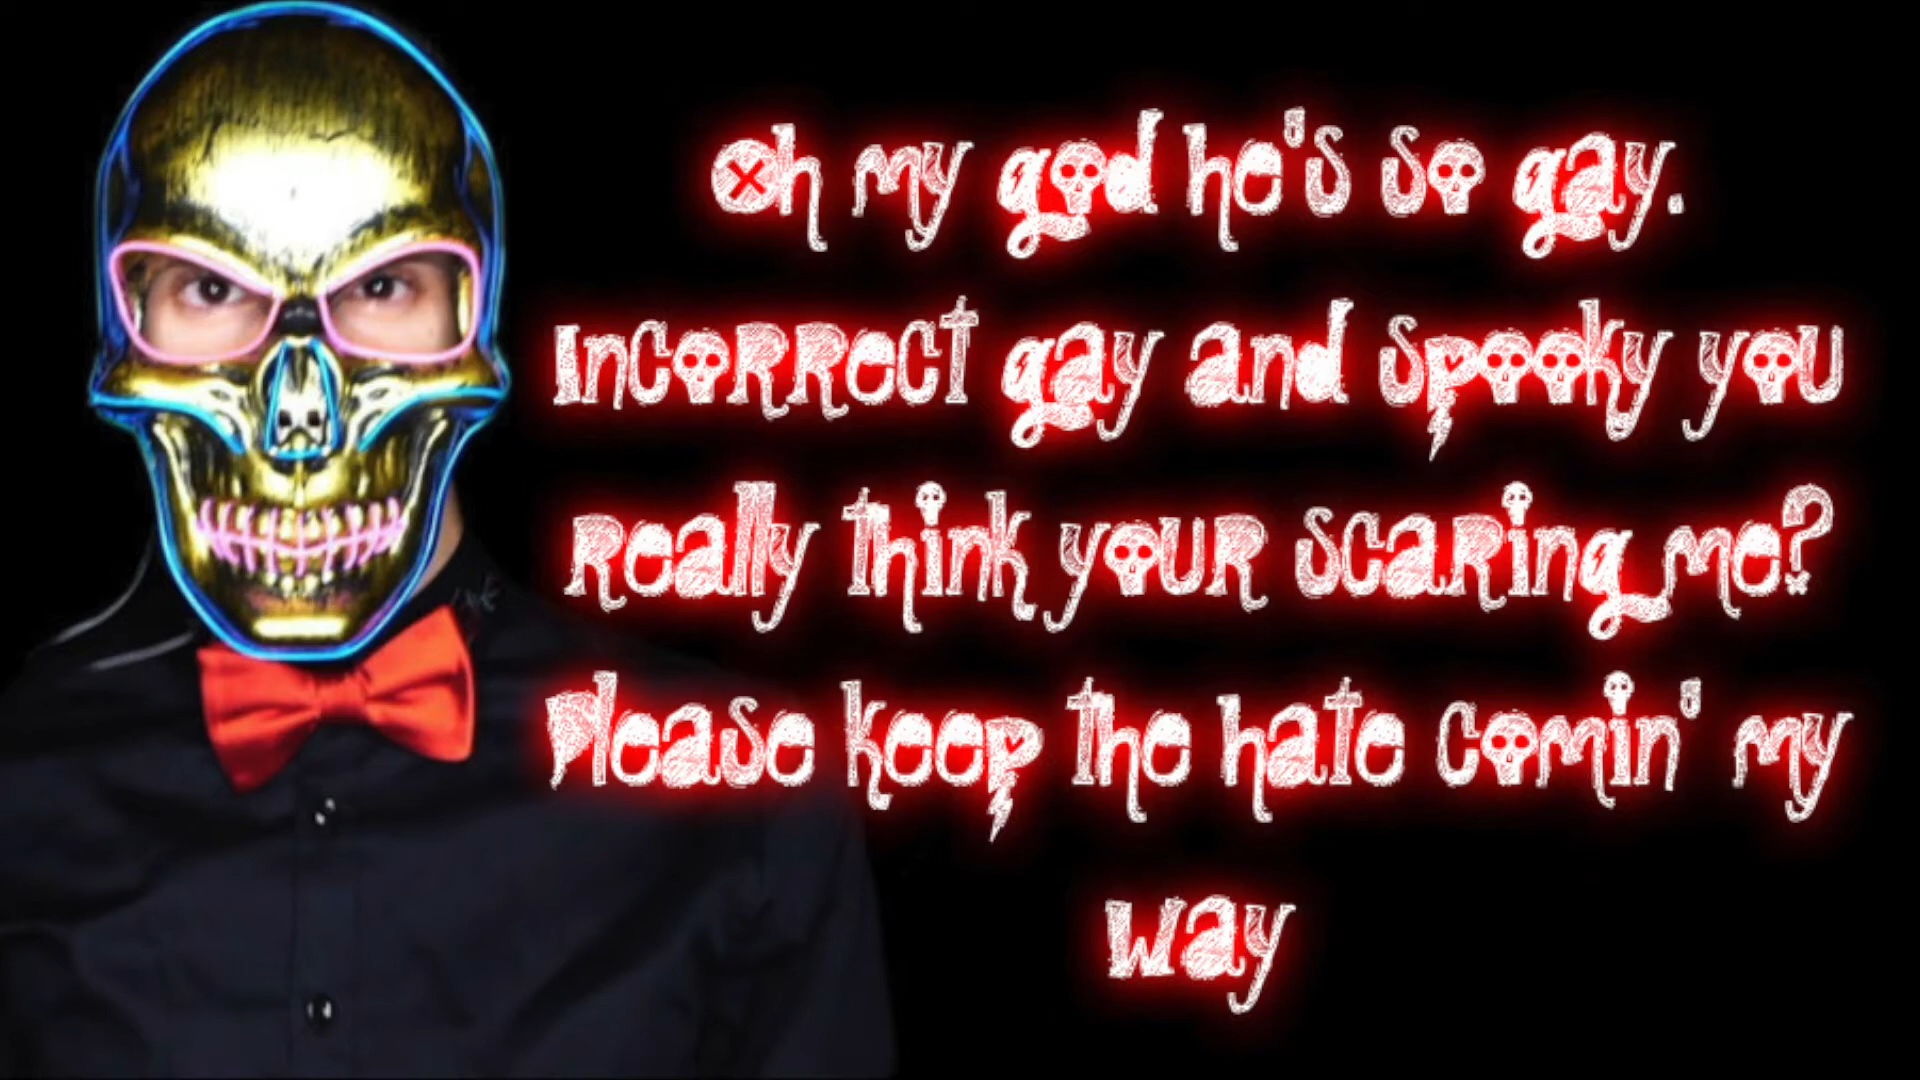 Oh my god he's so gay.
Incorrect gay and spooky you
really think your scaring me?
Please keep the hate comin' my
way